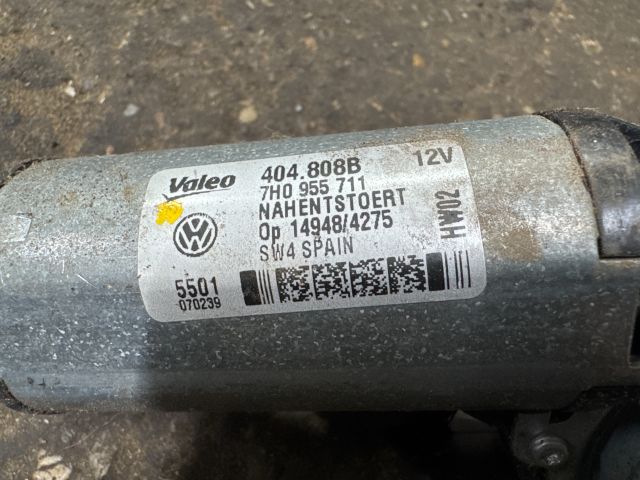 Valeo 404.808B 12V
7H0 955 711
NAHENTSTOERT
Op 14948/4275
SW4 SPAIN
HW02
5501
070239